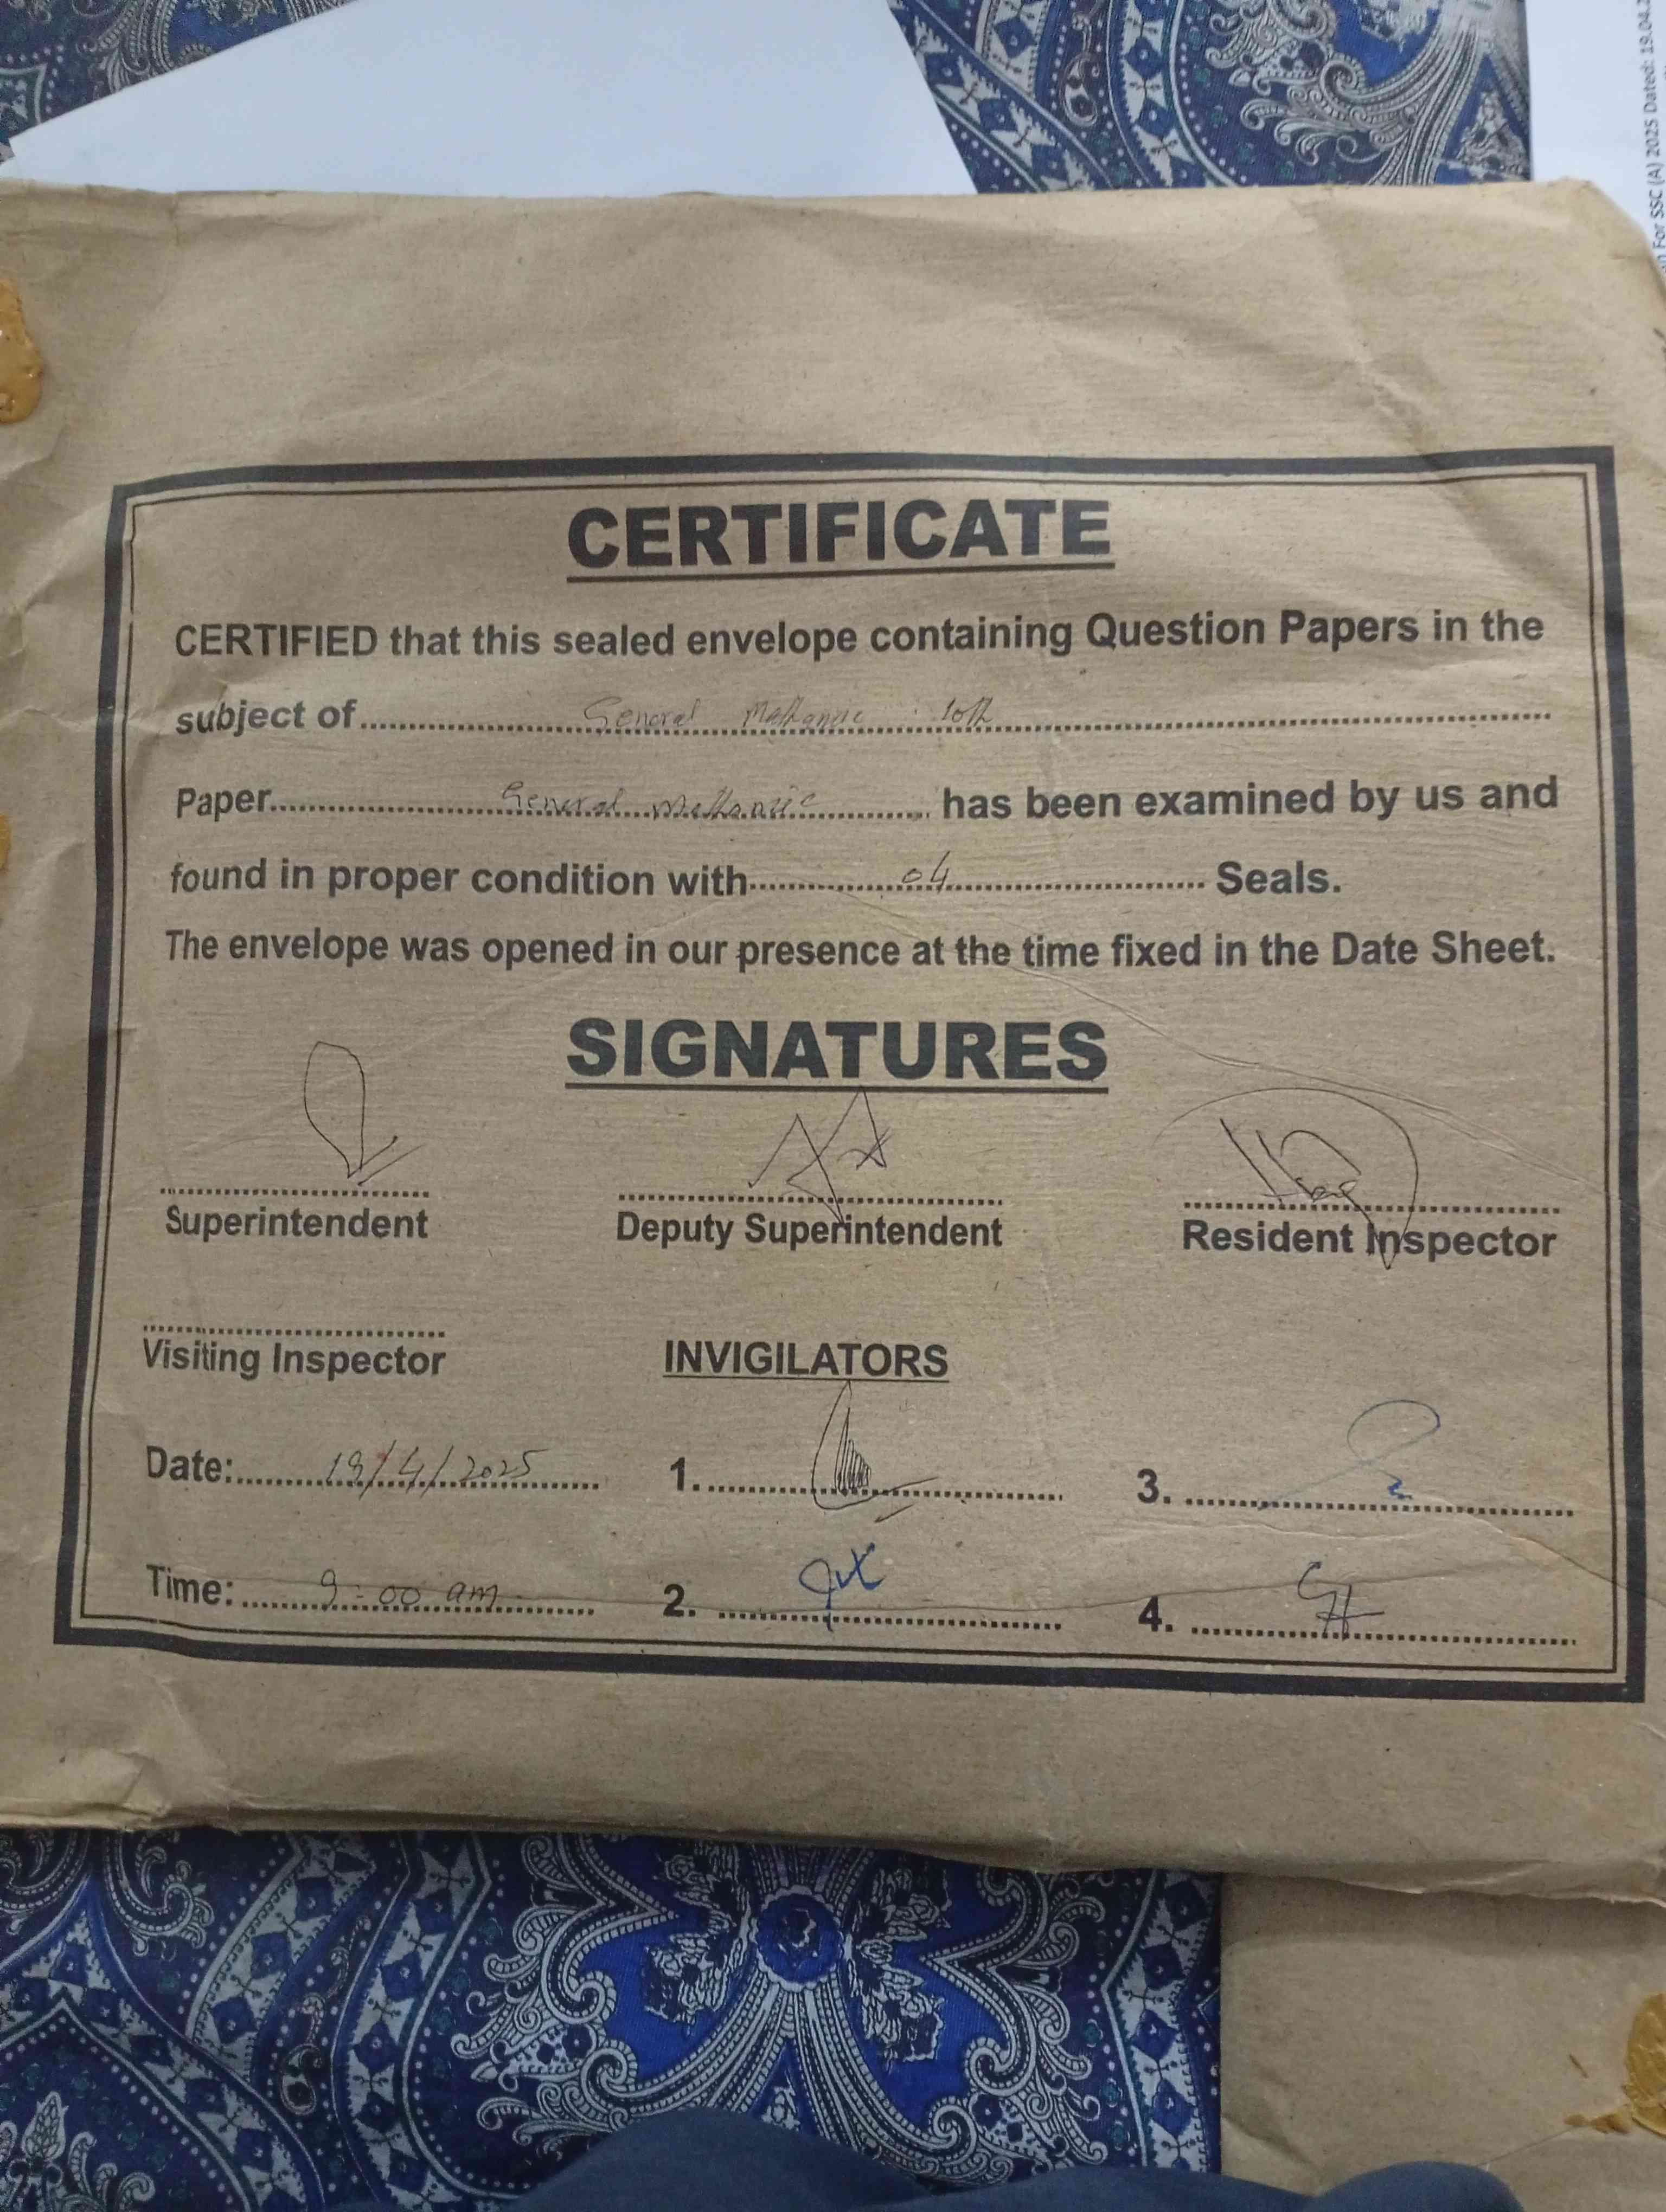 n For SSC (A) 2025 Dated: 19.04.2
CERTIFICATE
CERTIFIED that this sealed envelope containing Question Papers in the
subject of General 10th
Paper General has been examined by us and
found in proper condition with 04 Seals.
The envelope was opened in our presence at the time fixed in the Date Sheet.
SIGNATURES
Superintendent Deputy Superintendent Resident Inspector
Visiting Inspector INVIGILATORS
Date: 19/4/2025 1. 3.
Time: 9:00 am 2. 4.